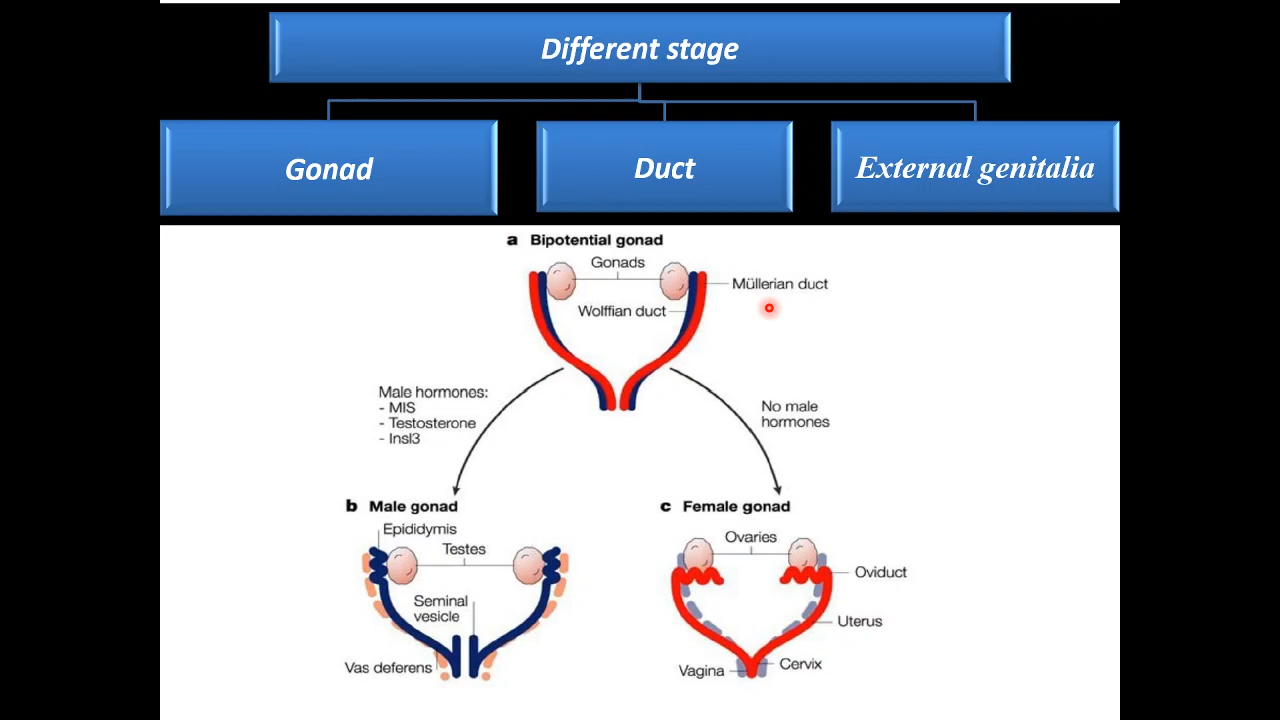 Different stage
Gonad
Duct
External genitalia
a Bipotential gonad
Gonads
Müllerian duct
Wolffian duct
Male hormones:
- MIS
- Testosterone
- Insl3
No male
hormones
b Male gonad
Epididymis
Testes
Seminal
vesicle
Vas deferens
c Female gonad
Ovaries
Oviduct
Uterus
Cervix
Vagina